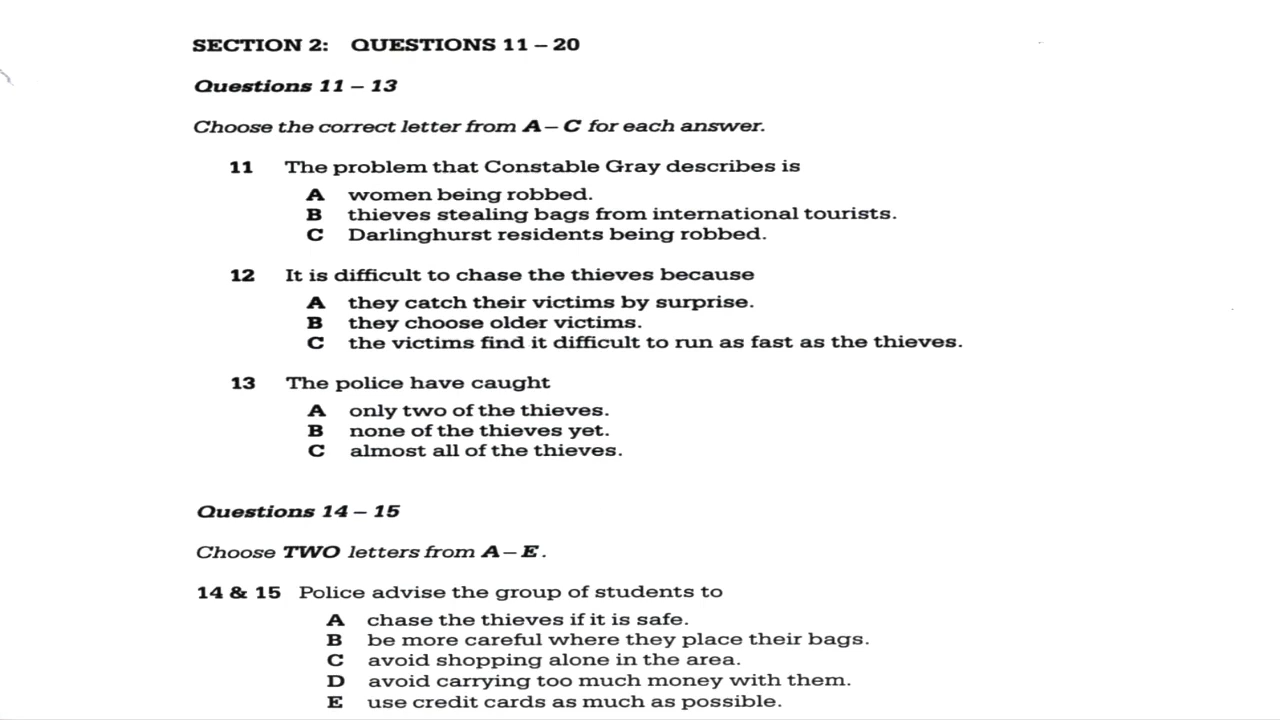 SECTION 2: QUESTIONS 11 – 20
Questions 11 – 13
Choose the correct letter from A – C for each answer.
11 The problem that Constable Gray describes is
A women being robbed.
B thieves stealing bags from international tourists.
C Darlinghurst residents being robbed.
12 It is difficult to chase the thieves because
A they catch their victims by surprise.
B they choose older victims.
C the victims find it difficult to run as fast as the thieves.
13 The police have caught
A only two of the thieves.
B none of the thieves yet.
C almost all of the thieves.
Questions 14 – 15
Choose TWO letters from A – E.
14 & 15 Police advise the group of students to
A chase the thieves if it is safe.
B be more careful where they place their bags.
C avoid shopping alone in the area.
D avoid carrying too much money with them.
E use credit cards as much as possible.